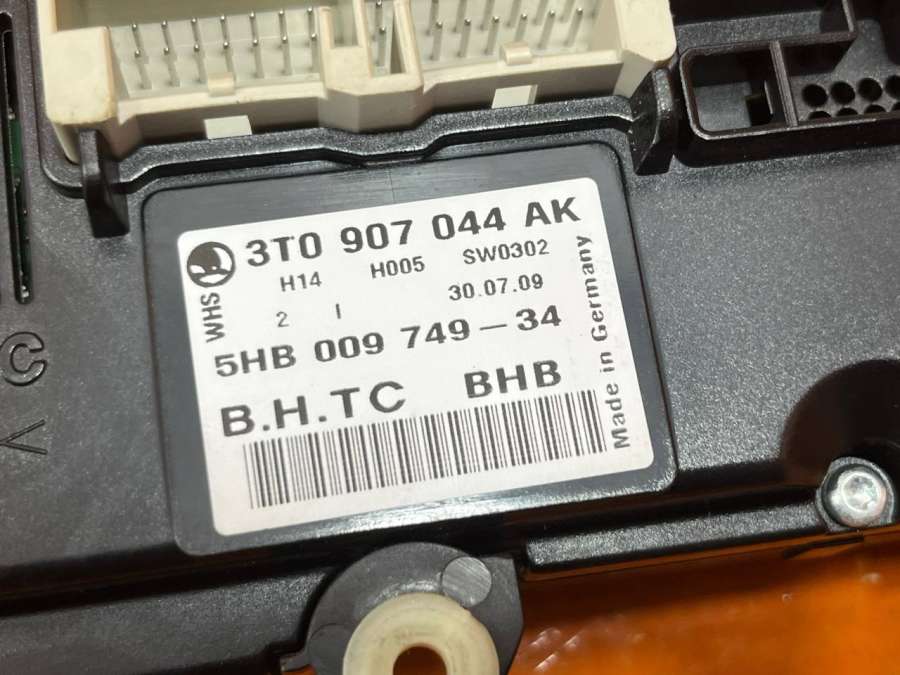 3T0 907 044 AK
H14 H005 SW0302
WHS
2 I 30.07.09
5HB 009 749-34
B.H.TC BHB
Made in Germany
C